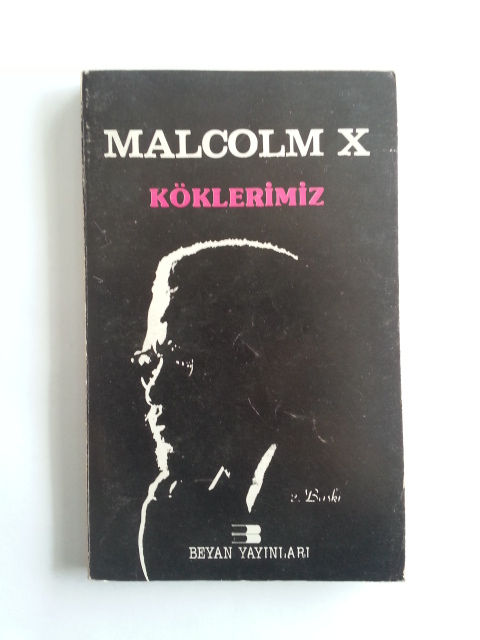 MALCOLM X
KÖKLERİMİZ
2. Baskı
BEYAN YAYINLARI